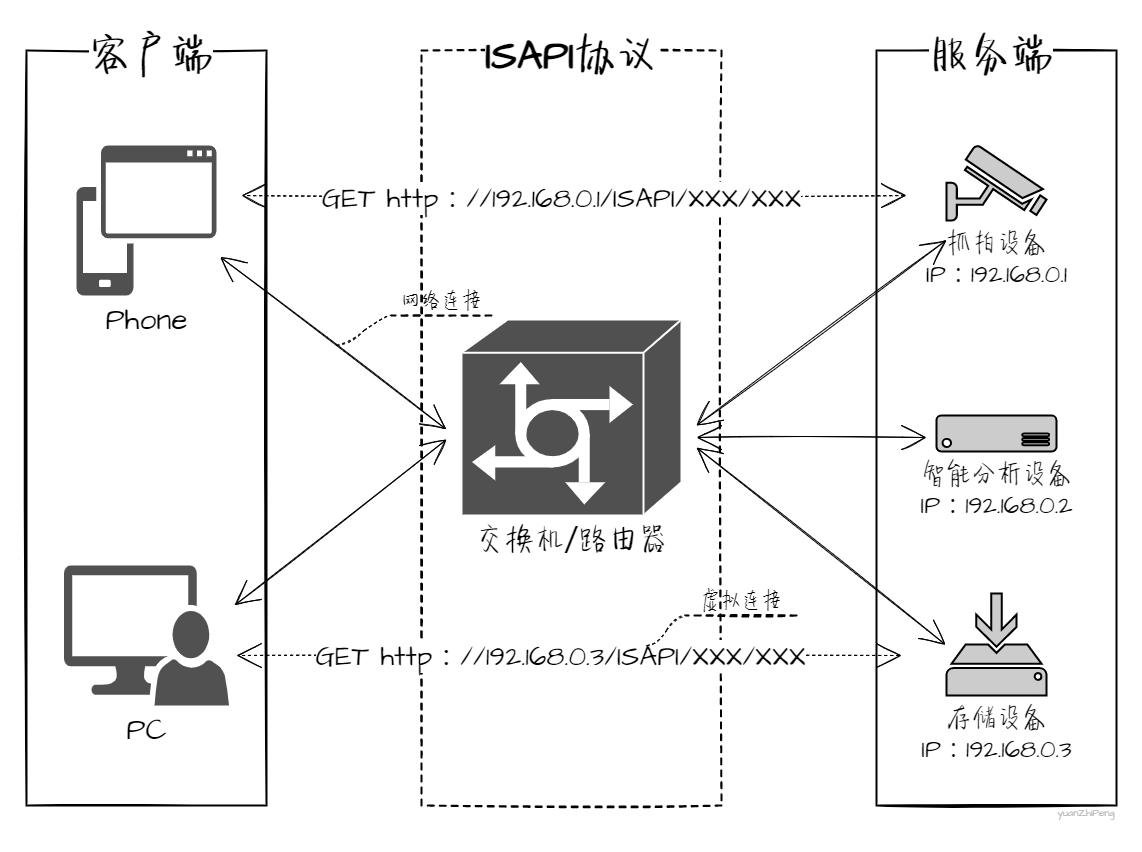 客户端
ISAPI协议
服务端
GET http：//192.168.0.1/ISAPI/XXX/XXX
抓拍设备
IP：192.168.0.1
网络连接
Phone
智能分析设备
IP：192.168.0.2
交换机/路由器
虚拟连接
GET http：//192.168.0.3/ISAPI/XXX/XXX
PC
存储设备
IP：192.168.0.3
yuanZhiPeng